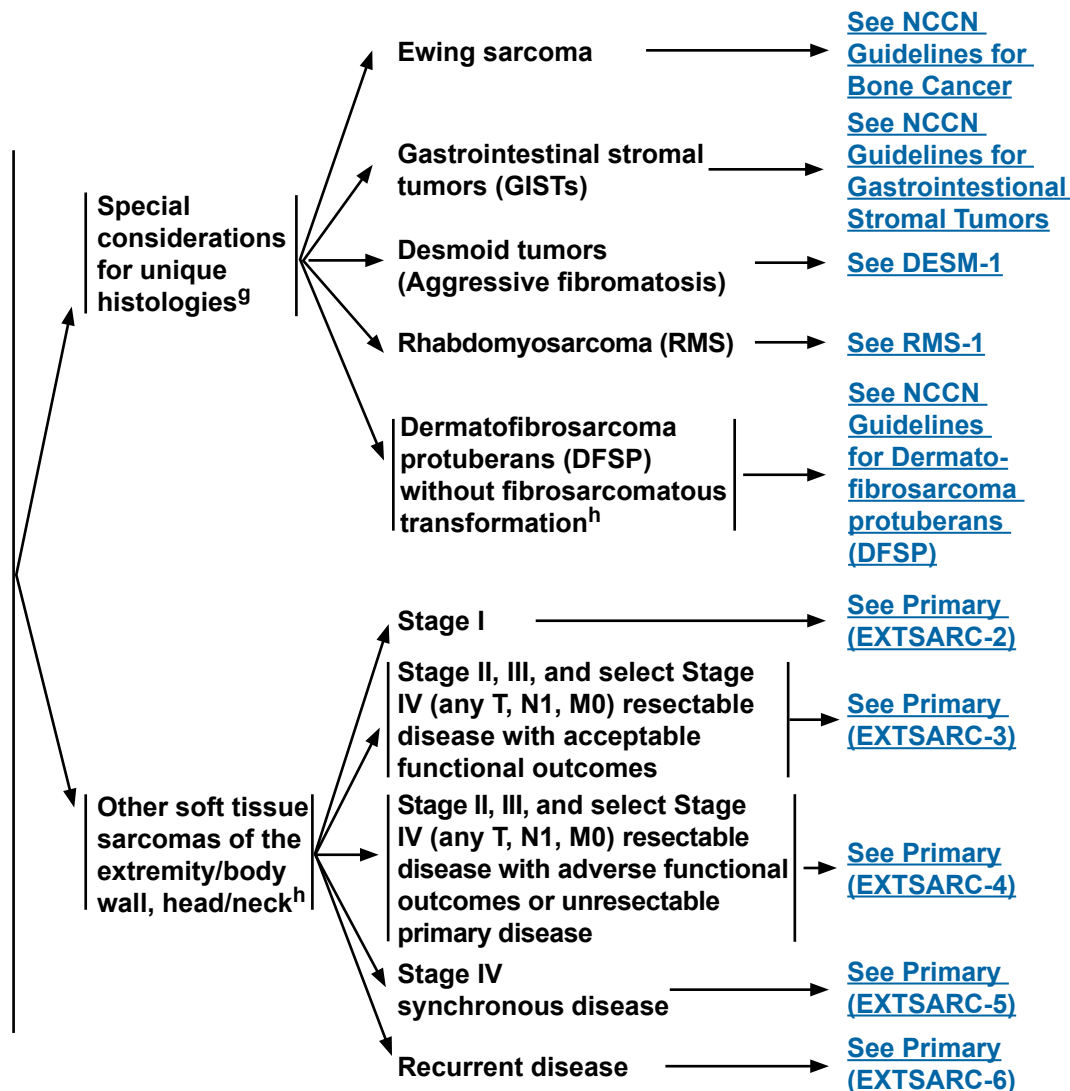 Special
considerations
for unique
histologiesg
Ewing sarcoma
See NCCN
Guidelines for
Bone Cancer
Gastrointestinal stromal
tumors (GISTs)
See NCCN
Guidelines for
Gastrointestional
Stromal Tumors
Desmoid tumors
(Aggressive fibromatosis)
See DESM-1
Rhabdomyosarcoma (RMS)
See RMS-1
Dermatofibrosarcoma
protuberans (DFSP)
without fibrosarcomatous
transformationh
See NCCN
Guidelines
for Dermato-
fibrosarcoma
protuberans
(DFSP)
Other soft tissue
sarcomas of the
extremity/body
wall, head/neckh
Stage I
See Primary
(EXTSARC-2)
Stage II, III, and select Stage
IV (any T, N1, M0) resectable
disease with acceptable
functional outcomes
See Primary
(EXTSARC-3)
Stage II, III, and select Stage
IV (any T, N1, M0) resectable
disease with adverse functional
outcomes or unresectable
primary disease
See Primary
(EXTSARC-4)
Stage IV
synchronous disease
See Primary
(EXTSARC-5)
Recurrent disease
See Primary
(EXTSARC-6)